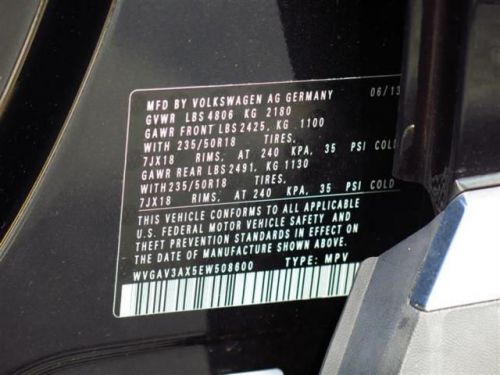 MFD BY VOLKSWAGEN AG GERMANY 06/13
GVWR LBS 4806 KG 2180
GAWR FRONT LBS 2425, KG 1100
WITH 235/50R18 TIRES,
7JX18 RIMS, AT 240 KPA, 35 PSI COLD
GAWR REAR LBS 2491, KG 1130
WITH 235/50R18 TIRES,
7JX18 RIMS, AT 240 KPA, 35 PSI COLD
THIS VEHICLE CONFORMS TO ALL APPLICABLE
U.S. FEDERAL MOTOR VEHICLE SAFETY AND
THEFT PREVENTION STANDARDS IN EFFECT ON
THE DATE OF MANUFACTURE SHOWN ABOVE.
WVGAV3AX5EW508600 TYPE: MPV